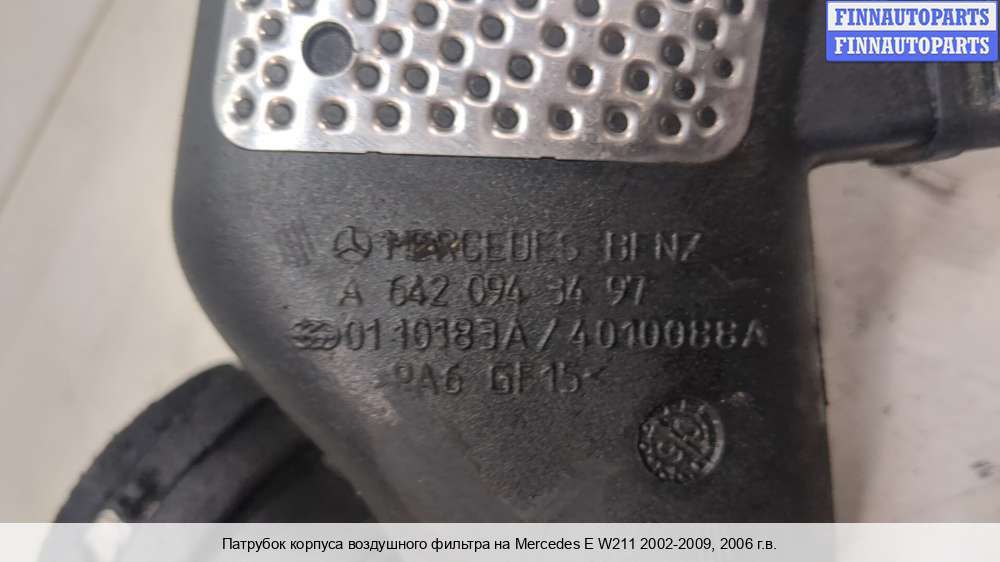 FINNAUTOPARTS
FINNAUTOPARTS
MERCEDES BENZ
A 642 094 34 97
0110183A/4010088A
>PA6 GF15<
Патрубок корпуса воздушного фильтра на Mercedes E W211 2002-2009, 2006 г.в.